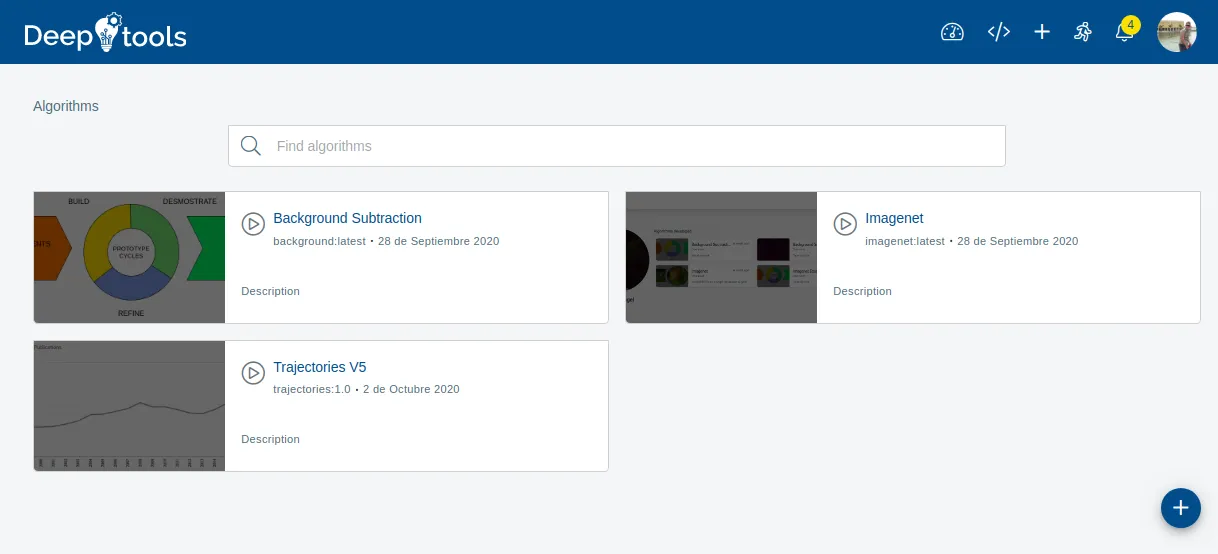 Deep tools
4
Algorithms
Find algorithms
BUILD
DESMOSTRATE
PROTOTYPE
CYCLES
REFINE
Background Subtraction
background:latest • 28 de Septiembre 2020
Description
Imagenet
imagenet:latest • 28 de Septiembre 2020
Description
Trajectories V5
trajectories:1.0 • 2 de Octubre 2020
Description